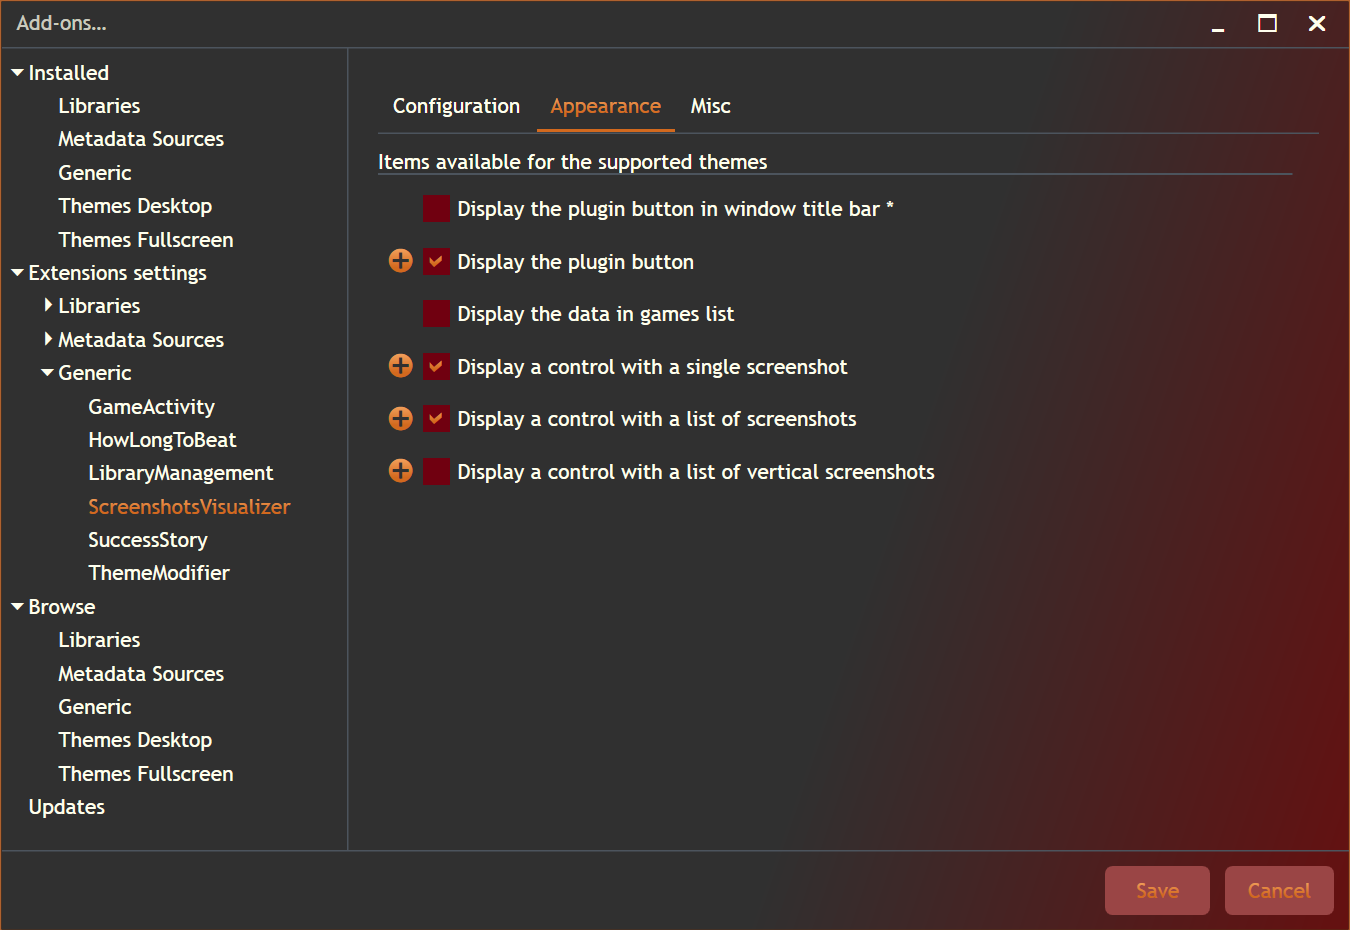 Add-ons...
Installed
Libraries
Metadata Sources
Generic
Themes Desktop
Themes Fullscreen
Extensions settings
Libraries
Metadata Sources
Generic
GameActivity
HowLongToBeat
LibraryManagement
ScreenshotsVisualizer
SuccessStory
ThemeModifier
Browse
Libraries
Metadata Sources
Generic
Themes Desktop
Themes Fullscreen
Updates
Configuration Appearance Misc
Items available for the supported themes
Display the plugin button in window title bar *
Display the plugin button
Display the data in games list
Display a control with a single screenshot
Display a control with a list of screenshots
Display a control with a list of vertical screenshots
Save Cancel